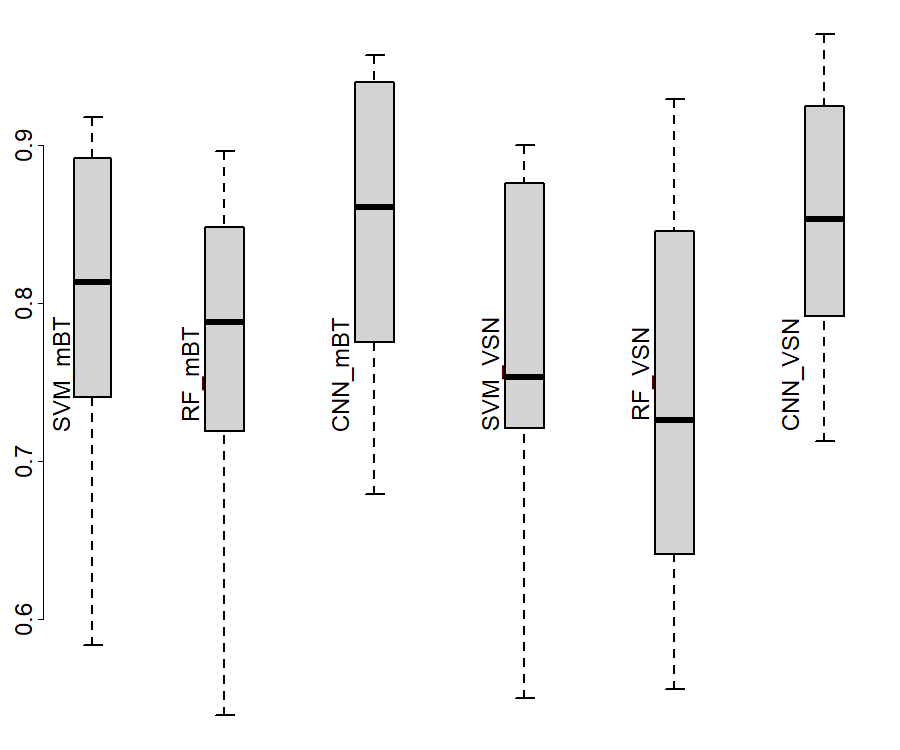 0.9
0.8
0.7
0.6
SVM_mBT
RF_mBT
CNN_mBT
SVM_VSN
RF_VSN
CNN_VSN